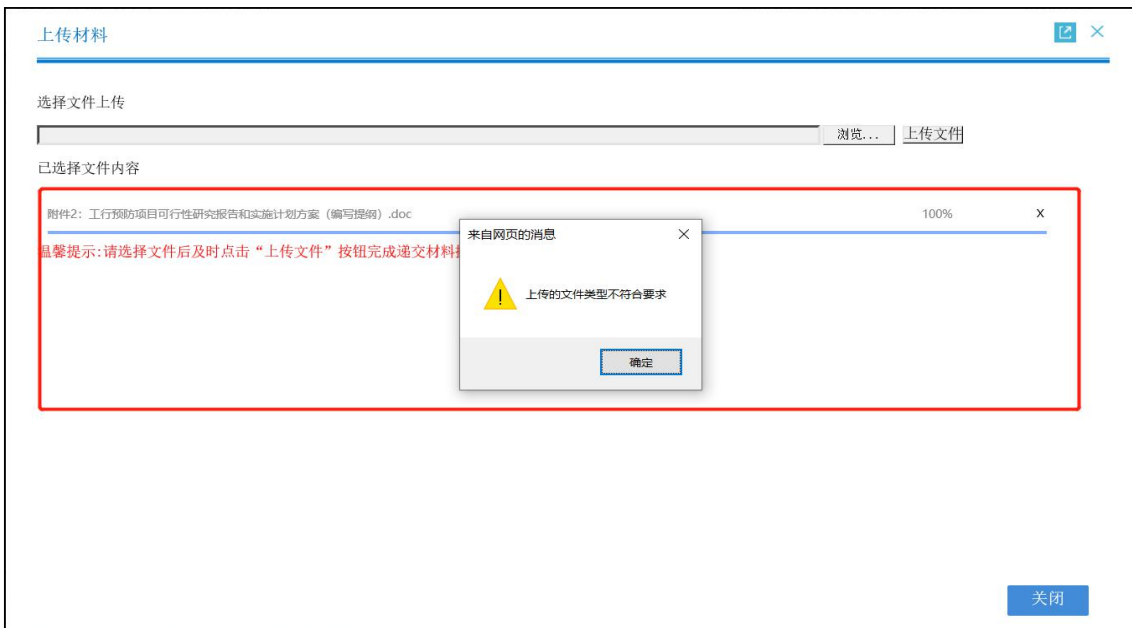 上传材料
选择文件上传
浏览... 上传文件
已选择文件内容
附件2：工行预防项目可行性研究报告和实施计划方案（编写提纲）.doc 100% X
温馨提示:请选择文件后及时点击“上传文件”按钮完成递交材料
来自网页的消息
上传的文件类型不符合要求
确定
关闭